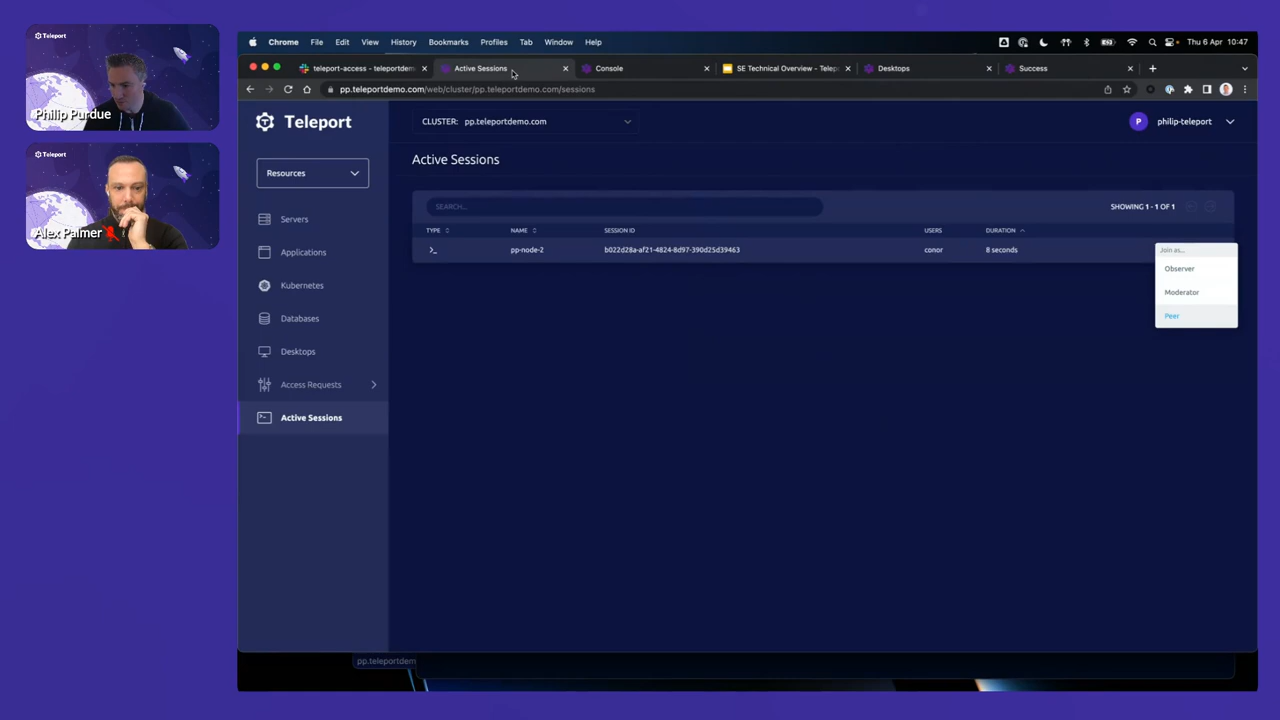 Teleport
Philip Purdue
Teleport
Alex Palmer
Chrome File Edit View History Bookmarks Profiles Tab Window Help
Thu 6 Apr 10:47
teleport-access - teleportdem
Active Sessions
Console
SE Technical Overview - Telep
Desktops
Success
pp.teleportdemo.com/web/cluster/pp.teleportdemo.com/sessions
Teleport
CLUSTER: pp.teleportdemo.com
P philip-teleport
Resources
Servers
Applications
Kubernetes
Databases
Desktops
Access Requests
Active Sessions
Active Sessions
SEARCH...
SHOWING 1 - 1 OF 1
TYPE NAME SESSION ID USERS DURATION
pp-node-2 b022d28a-af21-4824-8d97-390d25d39463 conor 8 seconds
Join as...
Observer
Moderator
Peer
pp.teleportdem